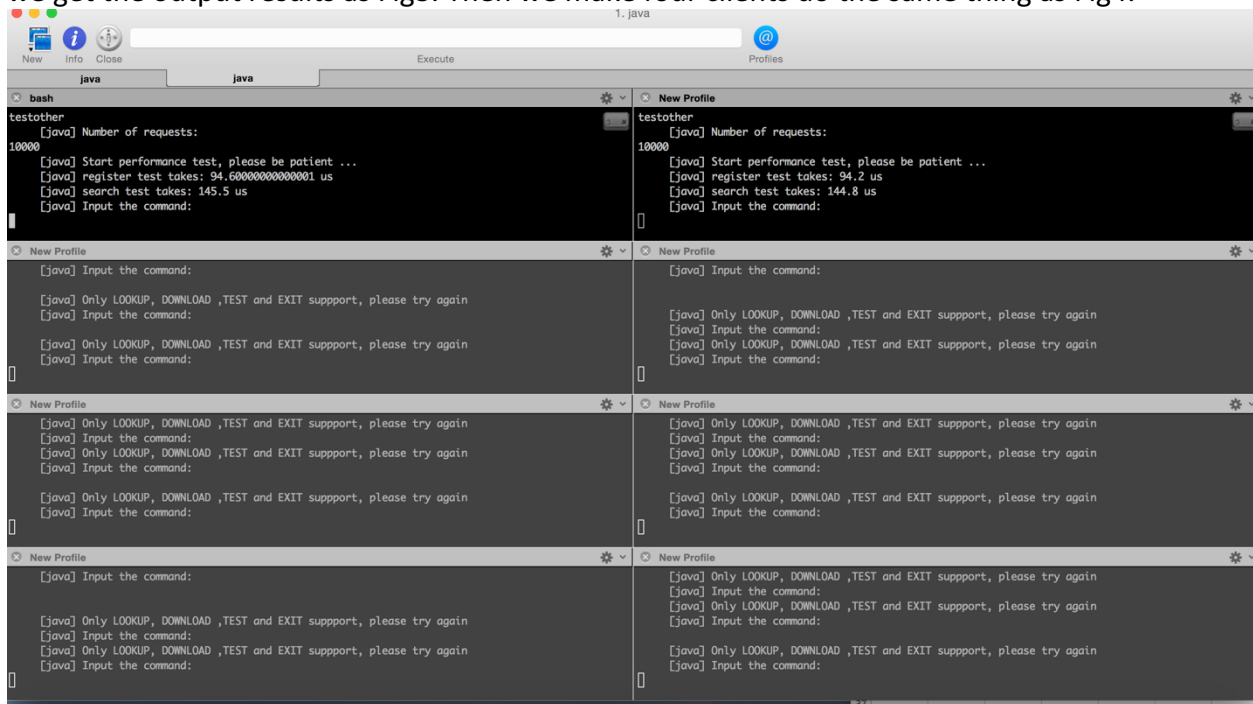 1. java
New Info Close Execute Profiles
java java
bash
testother
[java] Number of requests:
10000
[java] Start performance test, please be patient ...
[java] register test takes: 94.60000000000001 us
[java] search test takes: 145.5 us
[java] Input the command:
New Profile
testother
[java] Number of requests:
10000
[java] Start performance test, please be patient ...
[java] register test takes: 94.2 us
[java] search test takes: 144.8 us
[java] Input the command:
New Profile
[java] Input the command:
[java] Only LOOKUP, DOWNLOAD ,TEST and EXIT suppport, please try again
[java] Input the command:
[java] Only LOOKUP, DOWNLOAD ,TEST and EXIT suppport, please try again
[java] Input the command:
New Profile
[java] Input the command:
[java] Only LOOKUP, DOWNLOAD ,TEST and EXIT suppport, please try again
[java] Input the command:
[java] Only LOOKUP, DOWNLOAD ,TEST and EXIT suppport, please try again
[java] Input the command:
New Profile
[java] Only LOOKUP, DOWNLOAD ,TEST and EXIT suppport, please try again
[java] Input the command:
[java] Only LOOKUP, DOWNLOAD ,TEST and EXIT suppport, please try again
[java] Input the command:
[java] Only LOOKUP, DOWNLOAD ,TEST and EXIT suppport, please try again
[java] Input the command:
New Profile
[java] Only LOOKUP, DOWNLOAD ,TEST and EXIT suppport, please try again
[java] Input the command:
[java] Only LOOKUP, DOWNLOAD ,TEST and EXIT suppport, please try again
[java] Input the command:
[java] Only LOOKUP, DOWNLOAD ,TEST and EXIT suppport, please try again
[java] Input the command:
New Profile
[java] Input the command:
[java] Only LOOKUP, DOWNLOAD ,TEST and EXIT suppport, please try again
[java] Input the command:
[java] Only LOOKUP, DOWNLOAD ,TEST and EXIT suppport, please try again
[java] Input the command:
New Profile
[java] Only LOOKUP, DOWNLOAD ,TEST and EXIT suppport, please try again
[java] Input the command:
[java] Only LOOKUP, DOWNLOAD ,TEST and EXIT suppport, please try again
[java] Input the command:
[java] Only LOOKUP, DOWNLOAD ,TEST and EXIT suppport, please try again
[java] Input the command: